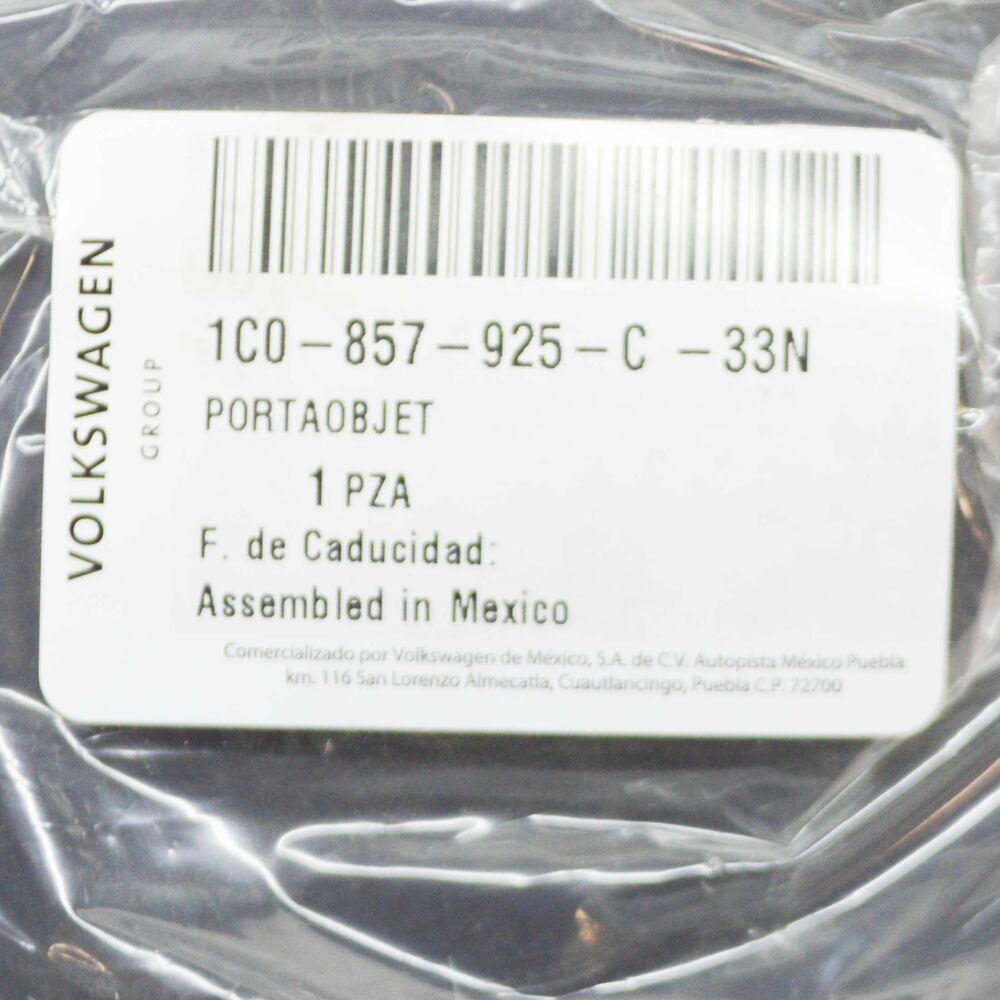 VOLKSWAGEN
GROUP
1C0-857-925-C -33N
PORTAOBJET
1 PZA
F. de Caducidad:
Assembled in Mexico
Comercializado por Volkswagen de México, S.A. de C.V. Autopista México Puebla
km. 116 San Lorenzo Almecatla, Cuautlancingo, Puebla C.P. 72700